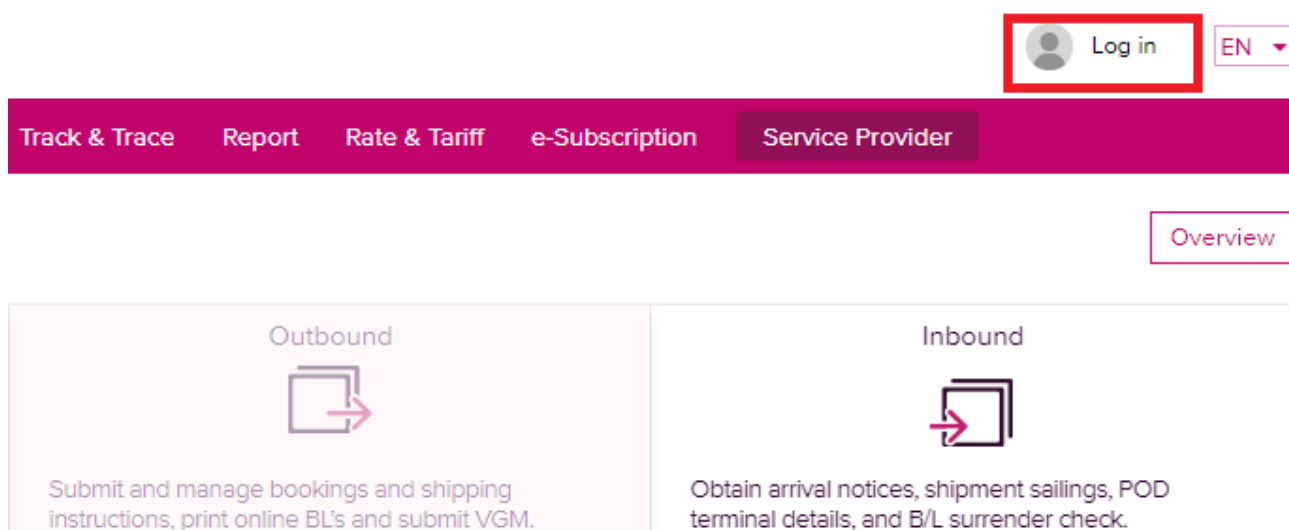 Log in
EN
Track & Trace Report Rate & Tariff e-Subscription Service Provider
Overview
Outbound
Submit and manage bookings and shipping
instructions, print online BL's and submit VGM.
Inbound
Obtain arrival notices, shipment sailings, POD
terminal details, and B/L surrender check.